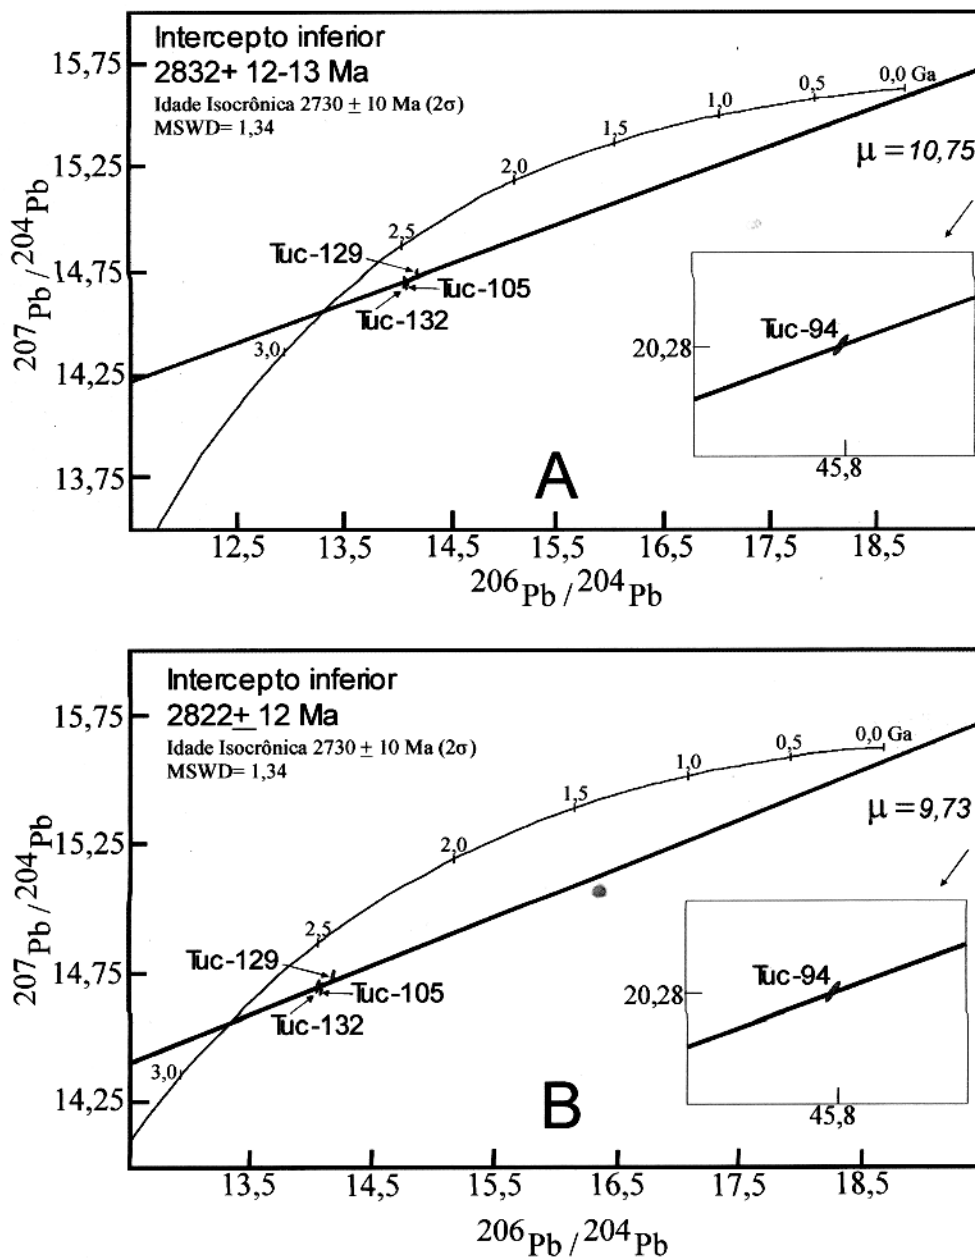 Intercepto inferior
2832+ 12-13 Ma
Idade Isocrônica 2730 ± 10 Ma (2σ)
MSWD= 1,34
15,75
15,25
14,75
14,25
13,75
207Pb/204Pb
0,0 Ga
0,5
1,0
1,5
2,0
2,5
3,0
μ =10,75
Tuc-129
Tuc-105
Tuc-132
Tuc-94
20,28
45,8
A
12,5 13,5 14,5 15,5 16,5 17,5 18,5
206Pb/204Pb
Intercepto inferior
2822± 12 Ma
Idade Isocrônica 2730 ± 10 Ma (2σ)
MSWD= 1,34
15,75
15,25
14,75
14,25
207Pb/204Pb
0,0 Ga
0,5
1,0
1,5
2,0
2,5
3,0
μ =9,73
Tuc-129
Tuc-105
Tuc-132
Tuc-94
20,28
45,8
B
13,5 14,5 15,5 16,5 17,5 18,5
206Pb/204Pb